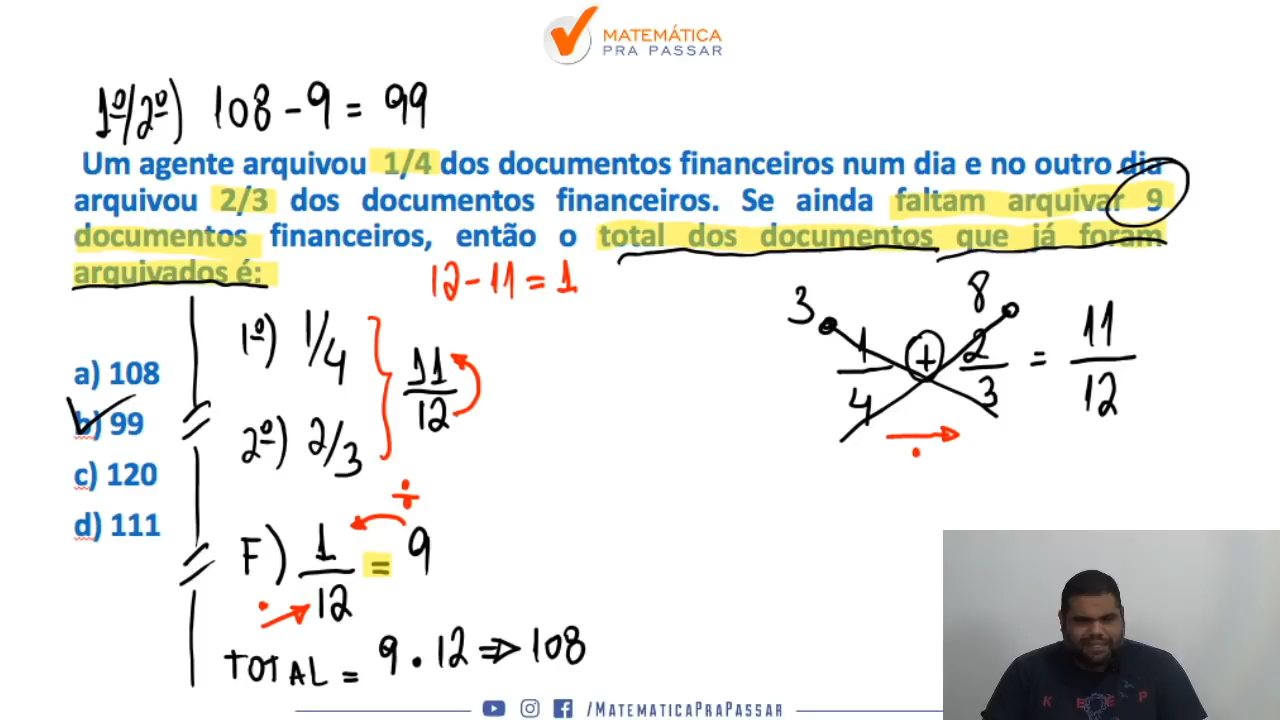 MATEMÁTICA
PRA PASSAR
1º/2º) 108 - 9 = 99
Um agente arquivou 1/4 dos documentos financeiros num dia e no outro dia
arquivou 2/3 dos documentos financeiros. Se ainda faltam arquivar 9
documentos financeiros, então o total dos documentos que já foram
arquivados é:
12 - 11 = 1
a) 108
b) 99
c) 120
d) 111
1º) 1/4
2º) 2/3
11/12
F) 1/12 = 9
÷
TOTAL = 9 · 12 ⇒ 108
3 8
1/4 + 2/3 = 11/12
/MATEMATICAPRAPASSAR
K E E P